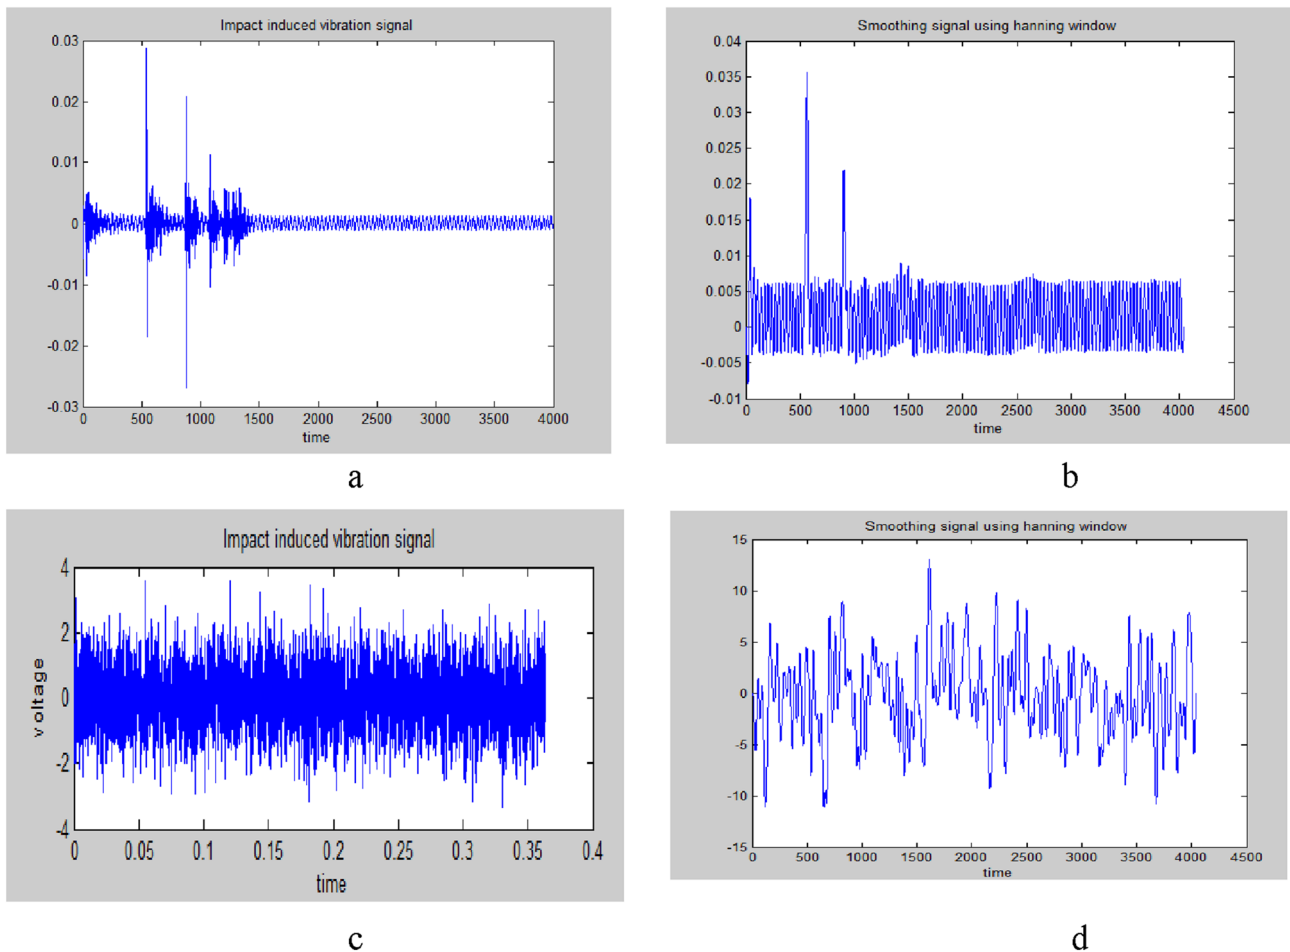 Impact induced vibration signal
0.03
0.02
0.01
0
-0.01
-0.02
-0.03
0 500 1000 1500 2000 2500 3000 3500 4000
time
a
Smoothing signal using hanning window
0.04
0.035
0.03
0.025
0.02
0.015
0.01
0.005
0
-0.005
-0.01
0 500 1000 1500 2000 2500 3000 3500 4000 4500
time
b
Impact induced vibration signal
voltage
4
2
0
-2
-4
0 0.05 0.1 0.15 0.2 0.25 0.3 0.35 0.4
time
c
Smoothing signal using hanning window
15
10
5
0
-5
-10
-15
0 500 1000 1500 2000 2500 3000 3500 4000 4500
time
d